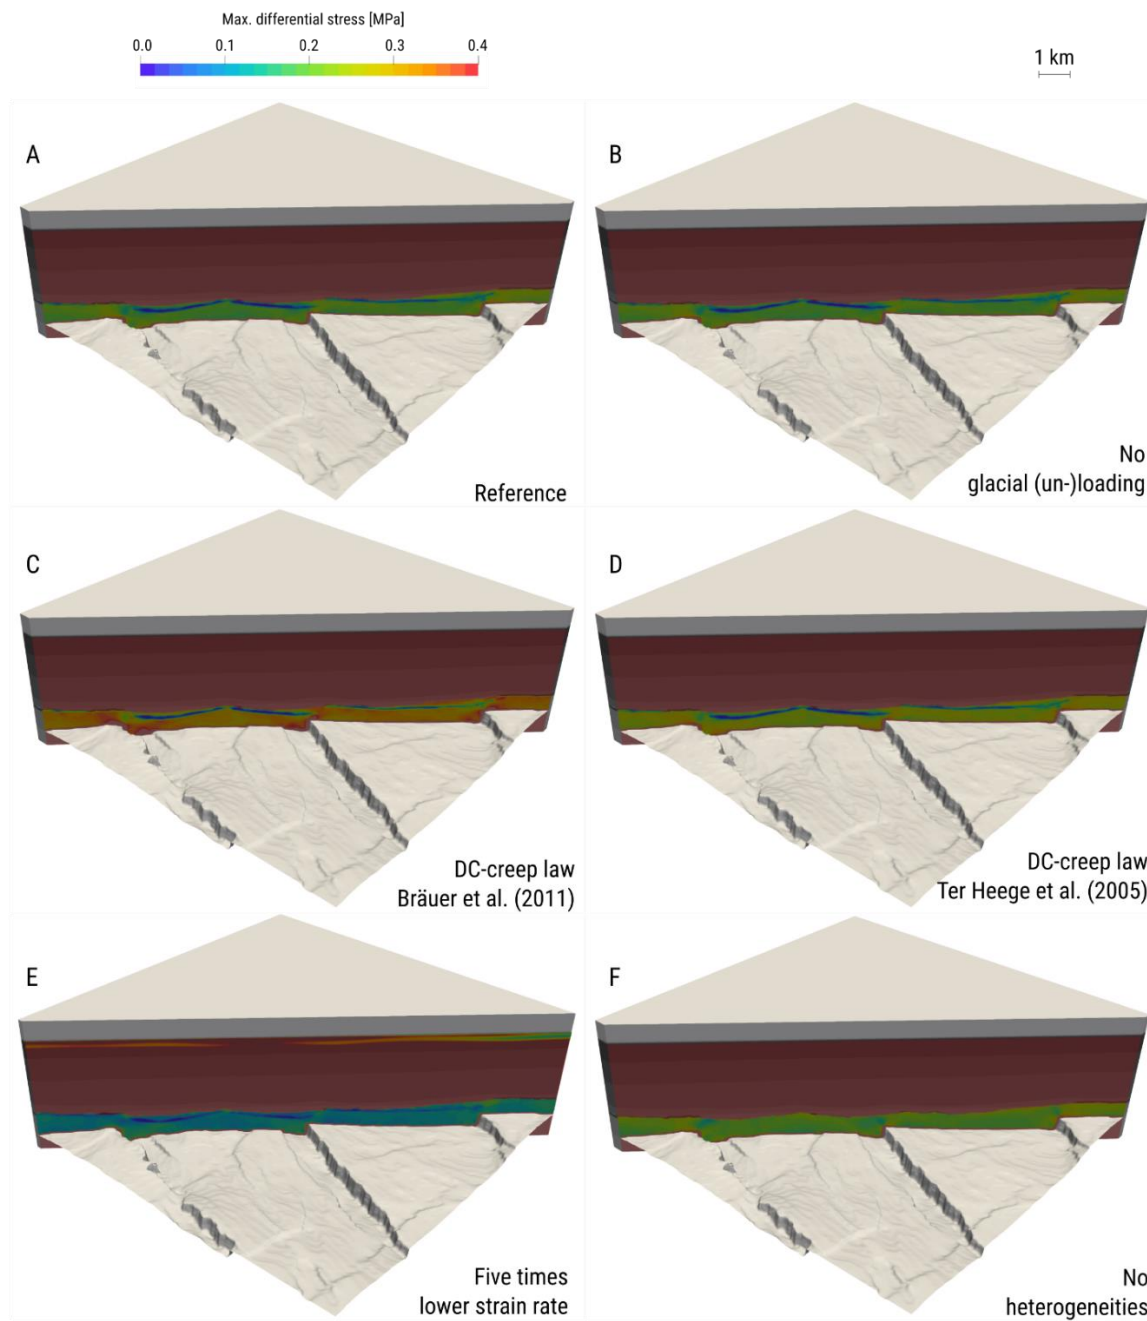 Max. differential stress [MPa]
0.0 0.1 0.2 0.3 0.4
1 km
A
B
Reference
No
glacial (un-)loading
C
D
DC-creep law
Bräuer et al. (2011)
DC-creep law
Ter Heege et al. (2005)
E
F
Five times
lower strain rate
No
heterogeneities